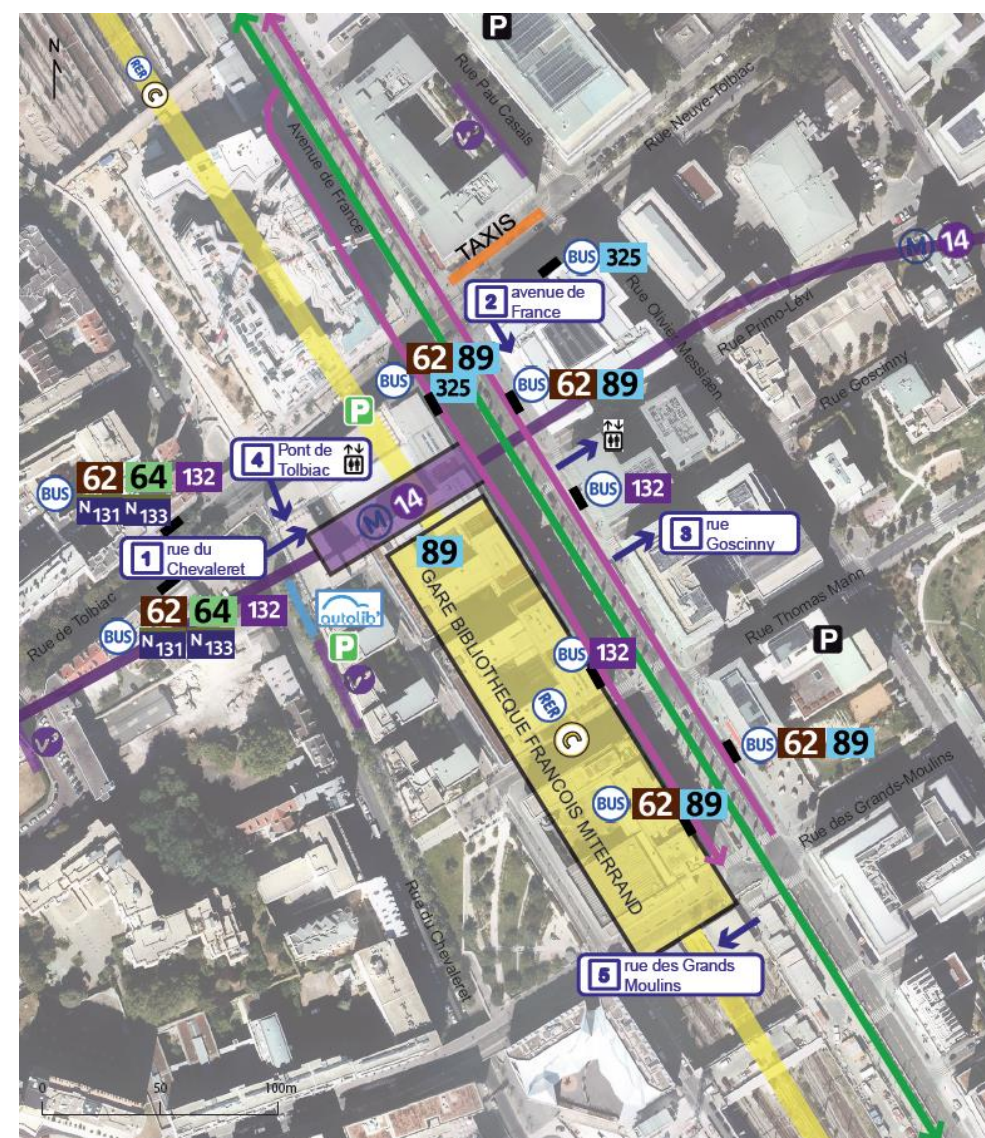 P
N
RER
C
Rue Pau Casals
Rue Neuve-Tolbiac
Avenue de France
TAXIS
BUS 325
M 14
2 avenue de
France
Rue Olivier Messiaen
Rue Primo-Lévi
62 89
BUS 325
BUS 62 89
Rue Goscinny
P
4 Pont de
Tolbiac
62 64 132
BUS
N131 N133
BUS 132
M 14
1 rue du
Chevaleret
3 rue
Goscinny
89
Rue de Tolbiac
62 64 132
BUS
N131 N133
autolib'
P
Rue Thomas Mann
P
BUS 132
GARE BIBLIOTHEQUE FRANCOIS MITERRAND
RER
C
BUS 62 89
BUS 62 89
Rue des Grands-Moulins
Rue du Chevaleret
5 rue des Grands
Moulins
0 50 100m